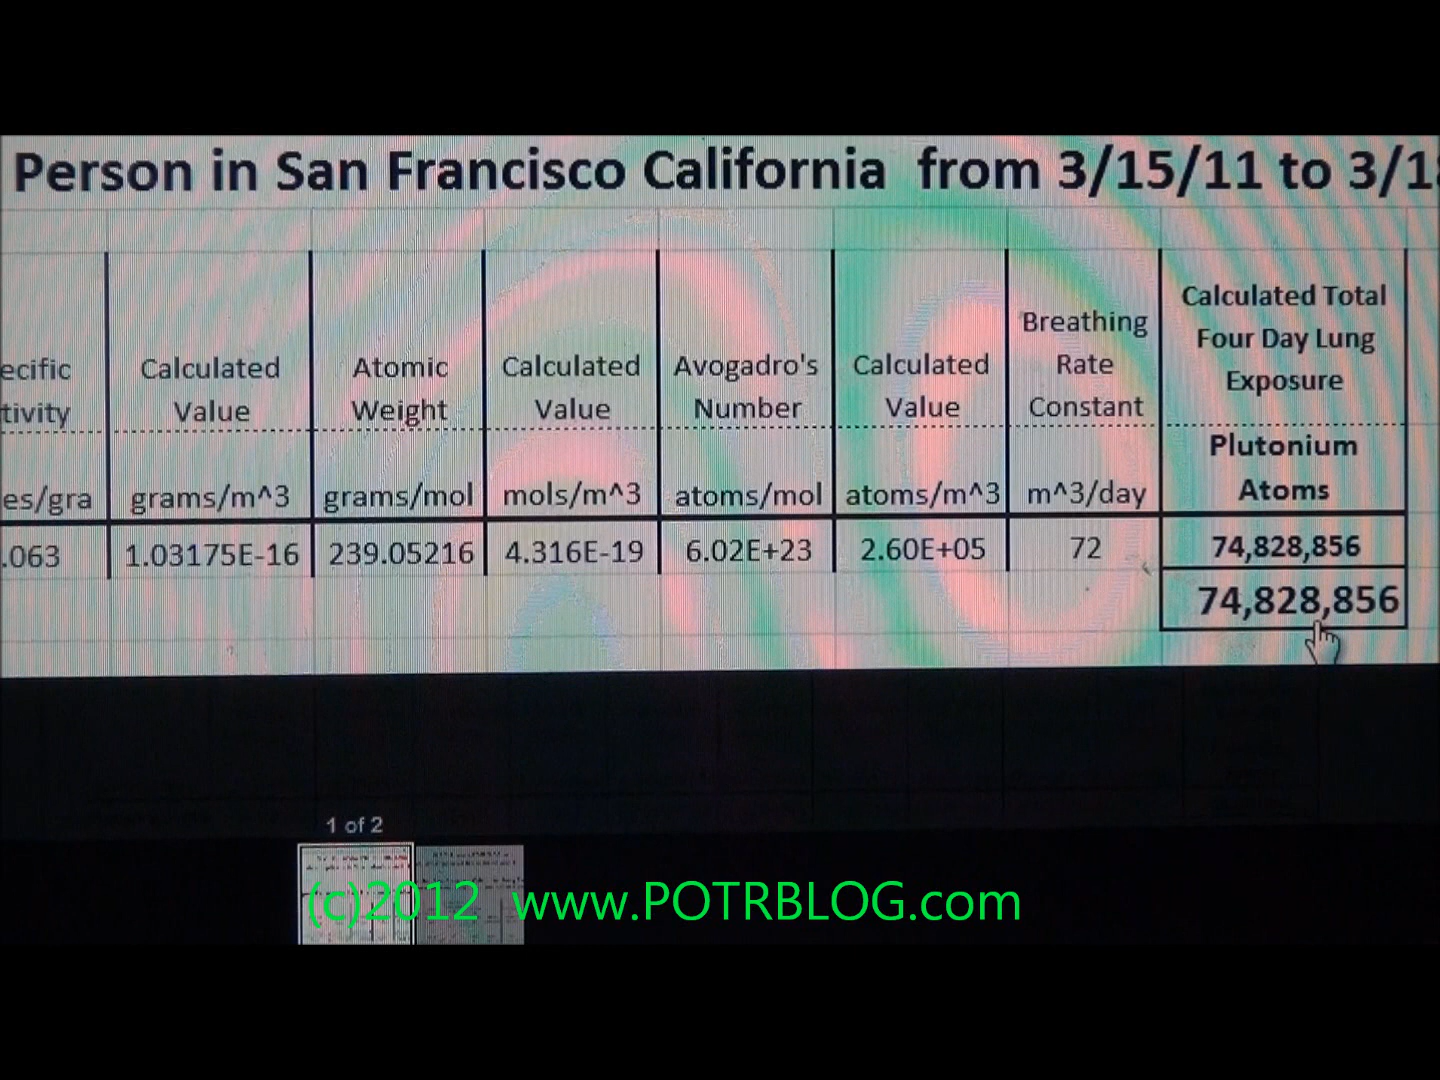 Person in San Francisco California from 3/15/11 to 3/18
ecific
tivity
es/gra
.063
Calculated
Value
grams/m^3
1.03175E-16
Atomic
Weight
grams/mol
239.05216
Calculated
Value
mols/m^3
4.316E-19
Avogadro's
Number
atoms/mol
6.02E+23
Calculated
Value
atoms/m^3
2.60E+05
Breathing
Rate
Constant
m^3/day
72
Calculated Total
Four Day Lung
Exposure
Plutonium
Atoms
74,828,856
74,828,856
1 of 2
(c)2012 www.POTRBLOG.com